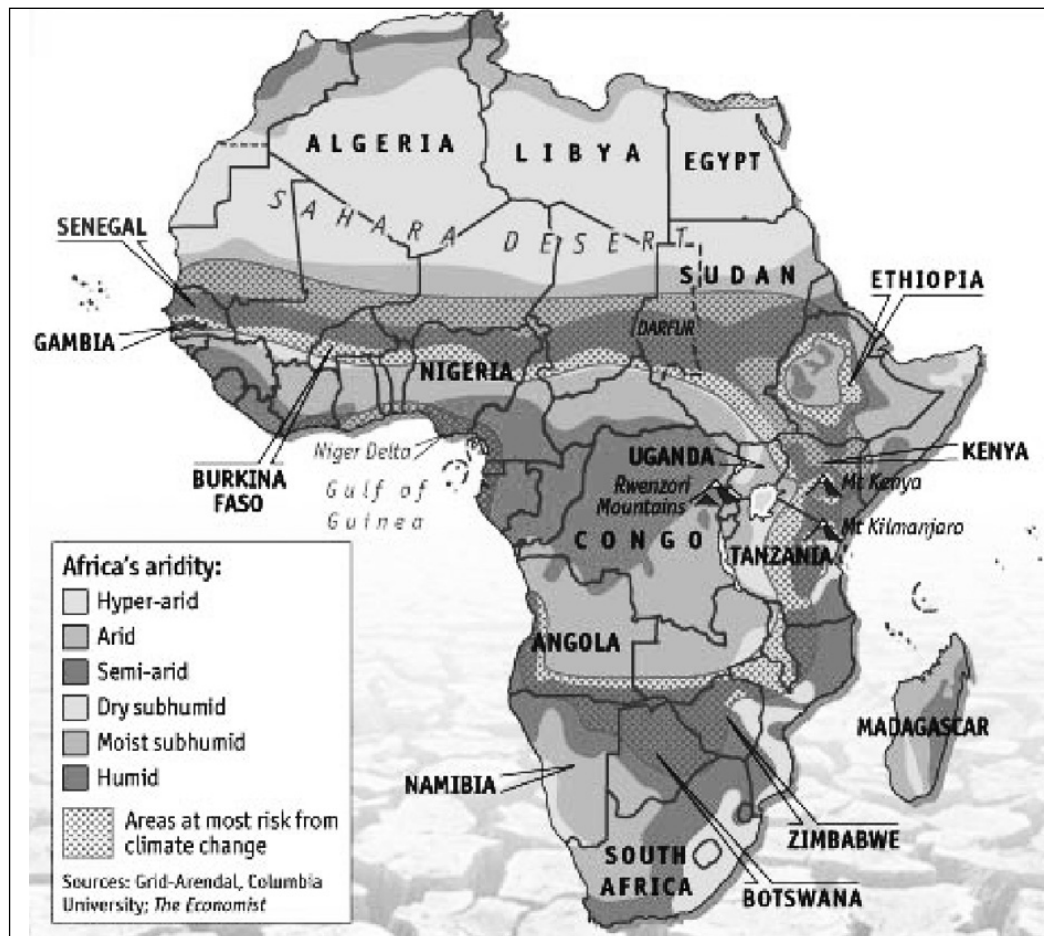 ALGERIA
LIBYA
EGYPT
SAHARA DESERT
SENEGAL
SUDAN
ETHIOPIA
GAMBIA
DARFUR
NIGERIA
BURKINA
FASO
Niger Delta
Gulf of
Guinea
UGANDA
KENYA
Rwenzori
Mountains
Mt Kenya
CONGO
Mt Kilmanjaro
TANZANIA
ANGOLA
MADAGASCAR
NAMIBIA
ZIMBABWE
SOUTH
AFRICA
BOTSWANA
Africa's aridity:
Hyper-arid
Arid
Semi-arid
Dry subhumid
Moist subhumid
Humid
Areas at most risk from
climate change
Sources: Grid-Arendal, Columbia
University; The Economist